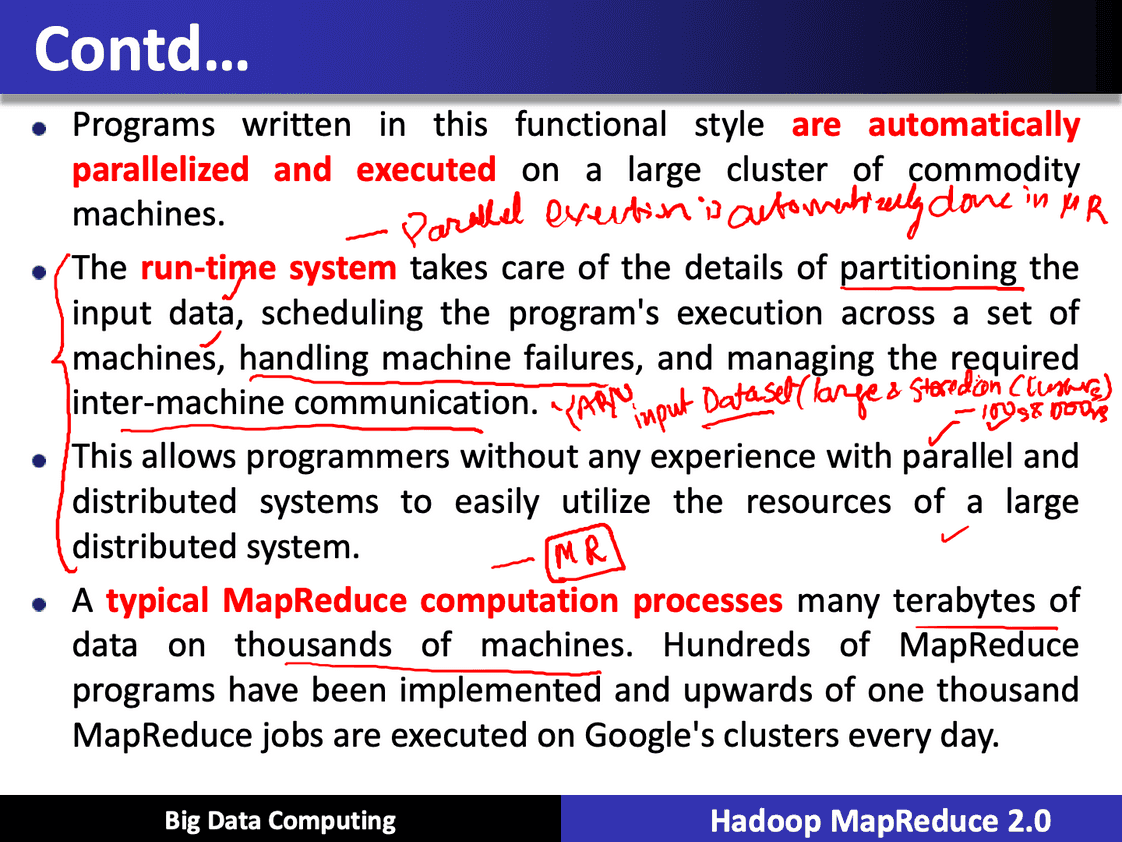 Contd…
Programs written in this functional style are automatically
parallelized and executed on a large cluster of commodity
machines.
— Parallel execution is automatically done in MR
The run-time system takes care of the details of partitioning the
input data, scheduling the program's execution across a set of
machines, handling machine failures, and managing the required
inter-machine communication.
YARN input Dataset (large & stored on Clusters)
— 100s & 1000rs
This allows programmers without any experience with parallel and
distributed systems to easily utilize the resources of a large
distributed system.
— MR
A typical MapReduce computation processes many terabytes of
data on thousands of machines. Hundreds of MapReduce
programs have been implemented and upwards of one thousand
MapReduce jobs are executed on Google's clusters every day.
Big Data Computing
Hadoop MapReduce 2.0